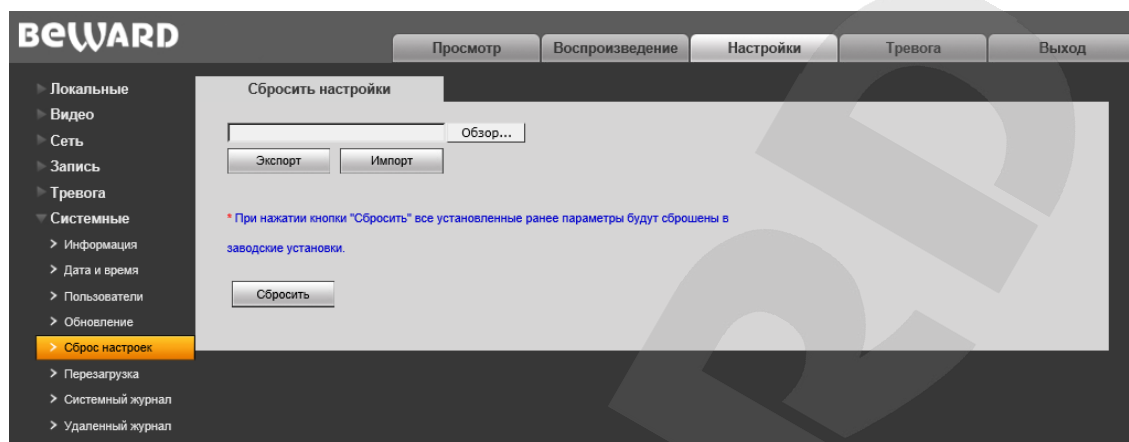 BEWARD
Просмотр
Воспроизведение
Настройки
Тревога
Выход
Локальные
Видео
Сеть
Запись
Тревога
Системные
Информация
Дата и время
Пользователи
Обновление
Сброс настроек
Перезагрузка
Системный журнал
Удаленный журнал
Сбросить настройки
Обзор...
Экспорт
Импорт
* При нажатии кнопки "Сбросить" все установленные ранее параметры будут сброшены в
заводские установки.
Сбросить